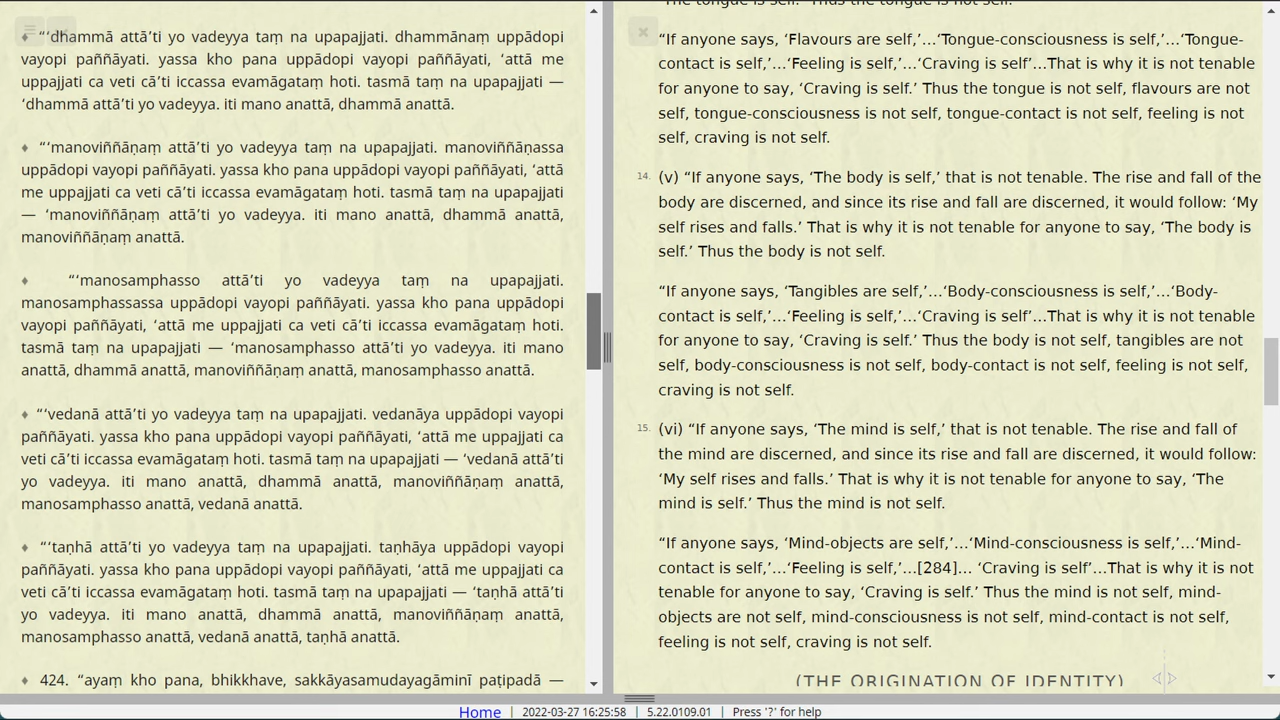 ♦ “‘dhammā attā’ti yo vadeyya taṃ na upapajjati. dhammānaṃ uppādopi
vayopi paññāyati. yassa kho pana uppādopi vayopi paññāyati, ‘attā me
uppajjati ca veti cā’ti iccassa evamāgataṃ hoti. tasmā taṃ na upapajjati —
‘dhammā attā’ti yo vadeyya. iti mano anattā, dhammā anattā.
♦ “‘manoviññāṇaṃ attā’ti yo vadeyya taṃ na upapajjati. manoviññāṇassa
uppādopi vayopi paññāyati. yassa kho pana uppādopi vayopi paññāyati, ‘attā
me uppajjati ca veti cā’ti iccassa evamāgataṃ hoti. tasmā taṃ na upapajjati
— ‘manoviññāṇaṃ attā’ti yo vadeyya. iti mano anattā, dhammā anattā,
manoviññāṇaṃ anattā.
♦ “‘manosamphasso attā’ti yo vadeyya taṃ na upapajjati.
manosamphassassa uppādopi vayopi paññāyati. yassa kho pana uppādopi
vayopi paññāyati, ‘attā me uppajjati ca veti cā’ti iccassa evamāgataṃ hoti.
tasmā taṃ na upapajjati — ‘manosamphasso attā’ti yo vadeyya. iti mano
anattā, dhammā anattā, manoviññāṇaṃ anattā, manosamphasso anattā.
♦ “‘vedanā attā’ti yo vadeyya taṃ na upapajjati. vedanāya uppādopi vayopi
paññāyati. yassa kho pana uppādopi vayopi paññāyati, ‘attā me uppajjati ca
veti cā’ti iccassa evamāgataṃ hoti. tasmā taṃ na upapajjati — ‘vedanā attā’ti
yo vadeyya. iti mano anattā, dhammā anattā, manoviññāṇaṃ anattā,
manosamphasso anattā, vedanā anattā.
♦ “‘taṇhā attā’ti yo vadeyya taṃ na upapajjati. taṇhāya uppādopi vayopi
paññāyati. yassa kho pana uppādopi vayopi paññāyati, ‘attā me uppajjati ca
veti cā’ti iccassa evamāgataṃ hoti. tasmā taṃ na upapajjati — ‘taṇhā attā’ti
yo vadeyya. iti mano anattā, dhammā anattā, manoviññāṇaṃ anattā,
manosamphasso anattā, vedanā anattā, taṇhā anattā.
♦ 424. “ayaṃ kho pana, bhikkhave, sakkāyasamudayagāminī paṭipadā —
The tongue is self.’ Thus the tongue is not self.
“If anyone says, ‘Flavours are self,’…‘Tongue-consciousness is self,’…‘Tongue-
contact is self,’…‘Feeling is self,’…‘Craving is self’…That is why it is not tenable
for anyone to say, ‘Craving is self.’ Thus the tongue is not self, flavours are not
self, tongue-consciousness is not self, tongue-contact is not self, feeling is not
self, craving is not self.
14. (v) “If anyone says, ‘The body is self,’ that is not tenable. The rise and fall of the
body are discerned, and since its rise and fall are discerned, it would follow: ‘My
self rises and falls.’ That is why it is not tenable for anyone to say, ‘The body is
self.’ Thus the body is not self.
“If anyone says, ‘Tangibles are self,’…‘Body-consciousness is self,’…‘Body-
contact is self,’…‘Feeling is self,’…‘Craving is self’…That is why it is not tenable
for anyone to say, ‘Craving is self.’ Thus the body is not self, tangibles are not
self, body-consciousness is not self, body-contact is not self, feeling is not self,
craving is not self.
15. (vi) “If anyone says, ‘The mind is self,’ that is not tenable. The rise and fall of
the mind are discerned, and since its rise and fall are discerned, it would follow:
‘My self rises and falls.’ That is why it is not tenable for anyone to say, ‘The
mind is self.’ Thus the mind is not self.
“If anyone says, ‘Mind-objects are self,’…‘Mind-consciousness is self,’…‘Mind-
contact is self,’…‘Feeling is self,’…[284]… ‘Craving is self’…That is why it is not
tenable for anyone to say, ‘Craving is self.’ Thus the mind is not self, mind-
objects are not self, mind-consciousness is not self, mind-contact is not self,
feeling is not self, craving is not self.
(THE ORIGINATION OF IDENTITY)
Home | 2022-03-27 16:25:58 | 5.22.0109.01 | Press '?' for help